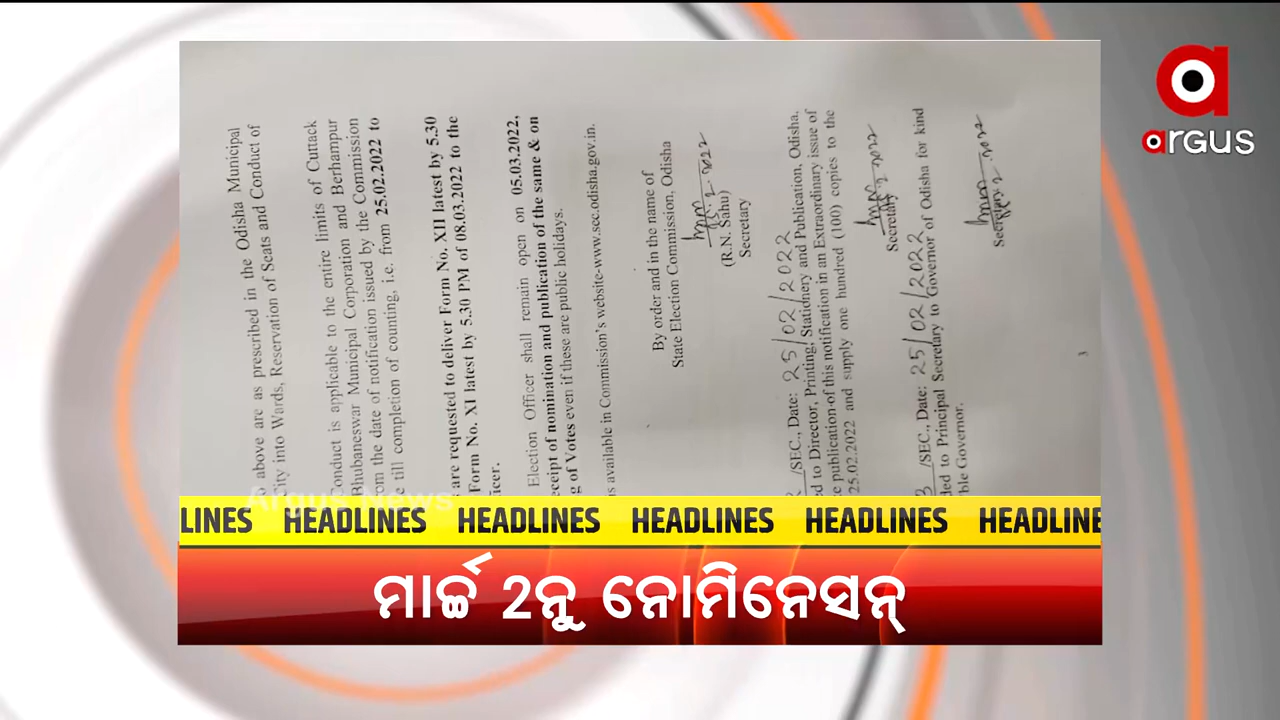 above are as prescribed in the Odisha Municipal
City into Wards, Reservation of Seats and Conduct of
onduct is applicable to the entire limits of Cuttack
Bhubaneswar Municipal Corporation and Berhampur
om the date of notification issued by the Commission
e till completion of counting, i.e. from 25.02.2022 to
s are requested to deliver Form No. XII latest by 5.30
Form No. XI latest by 5.30 PM of 08.03.2022 to the
ficer.
Election Officer shall remain open on 05.03.2022,
eceipt of nomination and publication of the same & on
g of Votes even if these are public holidays.
is available in Commission's website-www.sec.odisha.gov.in.
By order and in the name of
State Election Commission, Odisha
(R.N. Sahu)
Secretary
/SEC., Date: 25/02/2022
ed to Director, Printing, Stationery and Publication, Odisha,
e publication of this notification in an Extraordinary issue of
25.02.2022 and supply one hundred (100) copies to the
Secretary
/SEC., Date: 25/02/2022
ded to Principal Secretary to Governor of Odisha for kind
ble Governor.
Secretary
argus
Argus News
LINES HEADLINES HEADLINES HEADLINES HEADLINES HEADLINE
ମାର୍ଚ୍ଚ 2ନୁ ନୋମିନେସନ୍